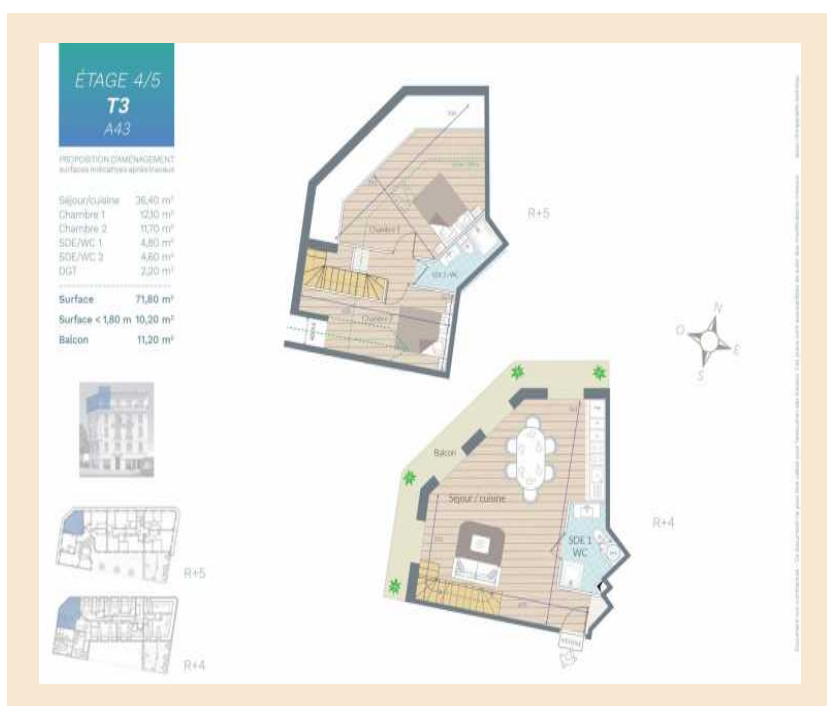 ÉTAGE 4/5
T3
A43
PROPOSITION D'AMÉNAGEMENT
surfaces indicatives après travaux
Séjour/cuisine 36,40 m²
Chambre 1 12,10 m²
Chambre 2 11,70 m²
SDE/WC 1 4,80 m²
SDE/WC 2 4,60 m²
DGT 2,20 m²
Surface 71,80 m²
Surface < 1,80 m 10,20 m²
Balcon 11,20 m²
R+5
R+4
Chambre 1
SDE 2 / WC
Chambre 2
R+5
N
O
E
S
Balcon
Séjour / cuisine
SDE 1
WC
R+4